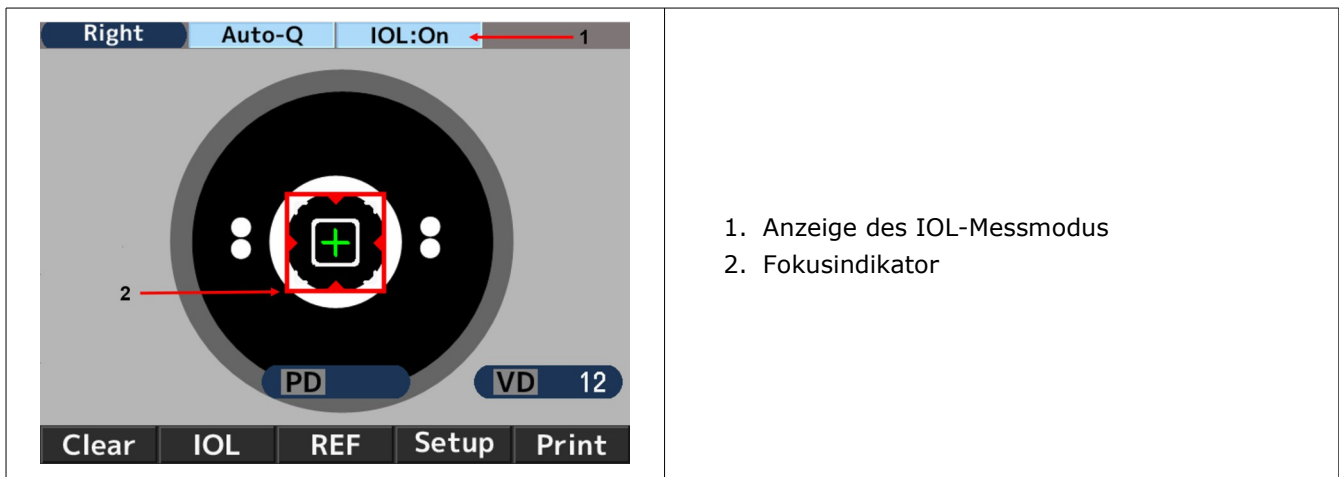 Right Auto-Q IOL:On 1
1. Anzeige des IOL-Messmodus
2. Fokusindikator
2
PD VD 12
Clear IOL REF Setup Print